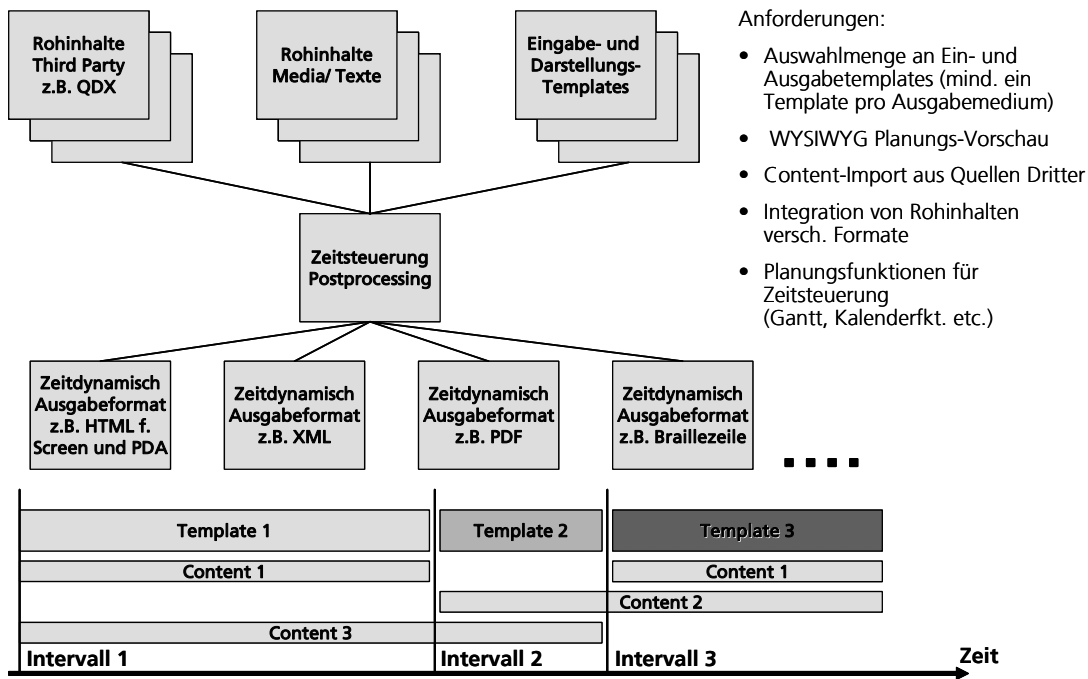 Rohinhalte
Third Party
z.B. QDX
Rohinhalte
Media/ Texte
Eingabe- und
Darstellungs-
Templates
Anforderungen:
• Auswahlmenge an Ein- und
Ausgabetemplates (mind. ein
Template pro Ausgabemedium)
• WYSIWYG Planungs-Vorschau
• Content-Import aus Quellen Dritter
• Integration von Rohinhalten
versch. Formate
• Planungsfunktionen für
Zeitsteuerung
(Gantt, Kalenderfkt. etc.)
Zeitsteuerung
Postprocessing
Zeitdynamisch
Ausgabeformat
z.B. HTML f.
Screen und PDA
Zeitdynamisch
Ausgabeformat
z.B. XML
Zeitdynamisch
Ausgabeformat
z.B. PDF
Zeitdynamisch
Ausgabeformat
z.B. Braillezeile
Template 1
Template 2
Template 3
Content 1
Content 1
Content 2
Content 3
Intervall 1
Intervall 2
Intervall 3
Zeit